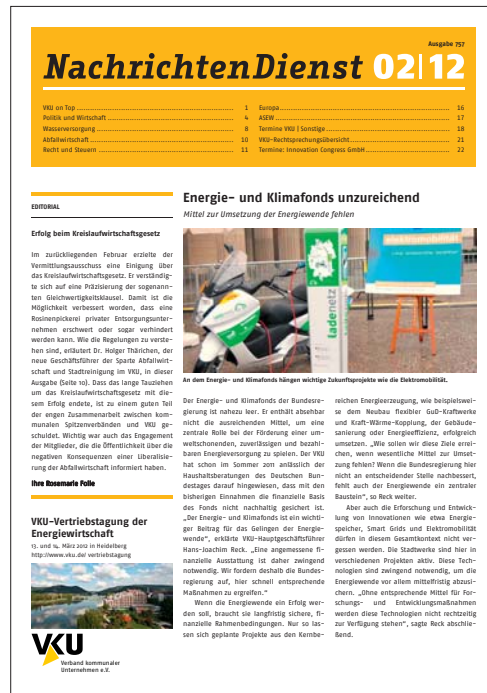 Ausgabe 757
NachrichtenDienst 02|12
VKU on Top ........ 1
Politik und Wirtschaft ........ 4
Wasserversorgung ........ 8
Abfallwirtschaft ........ 10
Recht und Steuern ........ 11
Europa ........ 16
ASEW ........ 17
Termine VKU | Sonstige ........ 18
VKU-Rechtsprechungsübersicht ........ 21
Termine: Innovation Congress GmbH ........ 22
EDITORIAL
Erfolg beim Kreislaufwirtschaftsgesetz
Im zurückliegenden Februar erzielte der
Vermittlungsausschuss eine Einigung über
das Kreislaufwirtschaftsgesetz. Er verständig-
te sich auf eine Präzisierung der sogenann-
ten Gleichwertigkeitsklausel. Damit ist die
Möglichkeit verbessert worden, dass eine
Rosinenpickerei privater Entsorgungsunter-
nehmen erschwert oder sogar verhindert
werden kann. Wie die Regelungen zu verste-
hen sind, erläutert Dr. Holger Thärichen, der
neue Geschäftsführer der Sparte Abfallwirt-
schaft und Stadtreinigung im VKU, in dieser
Ausgabe (Seite 10). Dass das lange Tauziehen
um das Kreislaufwirtschaftsgesetz mit die-
sem Erfolg endete, ist zu einem guten Teil
der engen Zusammenarbeit zwischen kom-
munalen Spitzenverbänden und VKU ge-
schuldet. Wichtig war auch das Engagement
der Mitglieder, die die Öffentlichkeit über die
negativen Konsequenzen einer Liberalisie-
rung der Abfallwirtschaft informiert haben.
Ihre Rosemarie Folle
VKU-Vertriebstagung der
Energiewirtschaft
13. und 14. März 2012 in Heidelberg
http://www.vku.de/ vertriebstagung
VKU
Verband kommunaler
Unternehmen e.V.
Energie- und Klimafonds unzureichend
Mittel zur Umsetzung der Energiewende fehlen
ladenetz
elektromobilität
An dem Energie- und Klimafonds hängen wichtige Zukunftsprojekte wie die Elektromobilität.
Der Energie- und Klimafonds der Bundesre-
gierung ist nahezu leer. Er enthält absehbar
nicht die ausreichenden Mittel, um eine
zentrale Rolle bei der Förderung einer um-
weltschonenden, zuverlässigen und bezahl-
baren Energieversorgung zu spielen. Der VKU
hat schon im Sommer 2011 anlässlich der
Haushaltsberatungen des Deutschen Bun-
destages darauf hingewiesen, dass mit den
bisherigen Einnahmen die finanzielle Basis
des Fonds nicht nachhaltig gesichert ist.
„Der Energie- und Klimafonds ist ein wichti-
ger Beitrag für das Gelingen der Energie-
wende“, erklärte VKU-Hauptgeschäftsführer
Hans-Joachim Reck. „Eine angemessene fi-
nanzielle Ausstattung ist daher zwingend
notwendig. Wir fordern deshalb die Bundes-
regierung auf, hier schnell entsprechende
Maßnahmen zu ergreifen.“
Wenn die Energiewende ein Erfolg wer-
den soll, braucht sie langfristig sichere, fi-
nanzielle Rahmenbedingungen. Nur so las-
sen sich geplante Projekte aus den Kernbe-
reichen Energieerzeugung, wie beispielswei-
se dem Neubau flexibler GuD-Kraftwerke
und Kraft-Wärme-Kopplung, der Gebäude-
sanierung oder Energieeffizienz, erfolgreich
umsetzen. „Wie sollen wir diese Ziele errei-
chen, wenn wesentliche Mittel zur Umset-
zung fehlen? Wenn die Bundesregierung hier
nicht an entscheidender Stelle nachbessert,
fehlt auch der Energiewende ein zentraler
Baustein“, so Reck weiter.
Aber auch die Erforschung und Entwick-
lung von Innovationen wie etwa Energie-
speicher, Smart Grids und Elektromobilität
dürfen in diesem Gesamtkontext nicht ver-
gessen werden. Die Stadtwerke sind hier in
verschiedenen Projekten aktiv. Diese Tech-
nologien sind zwingend notwendig, um die
Energiewende vor allem mittelfristig abzusi-
chern. „Ohne entsprechende Mittel für For-
schungs- und Entwicklungsmaßnahmen
werden diese Technologien nicht rechtzeitig
zur Verfügung stehen“, sagte Reck abschlie-
ßend.